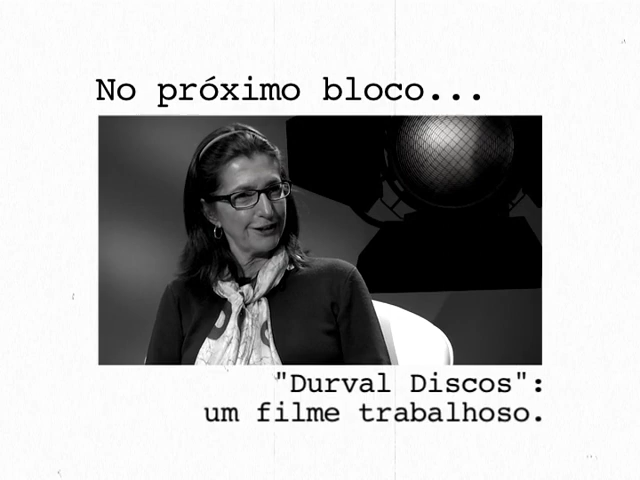 No próximo bloco...
"Durval Discos":
um filme trabalhoso.